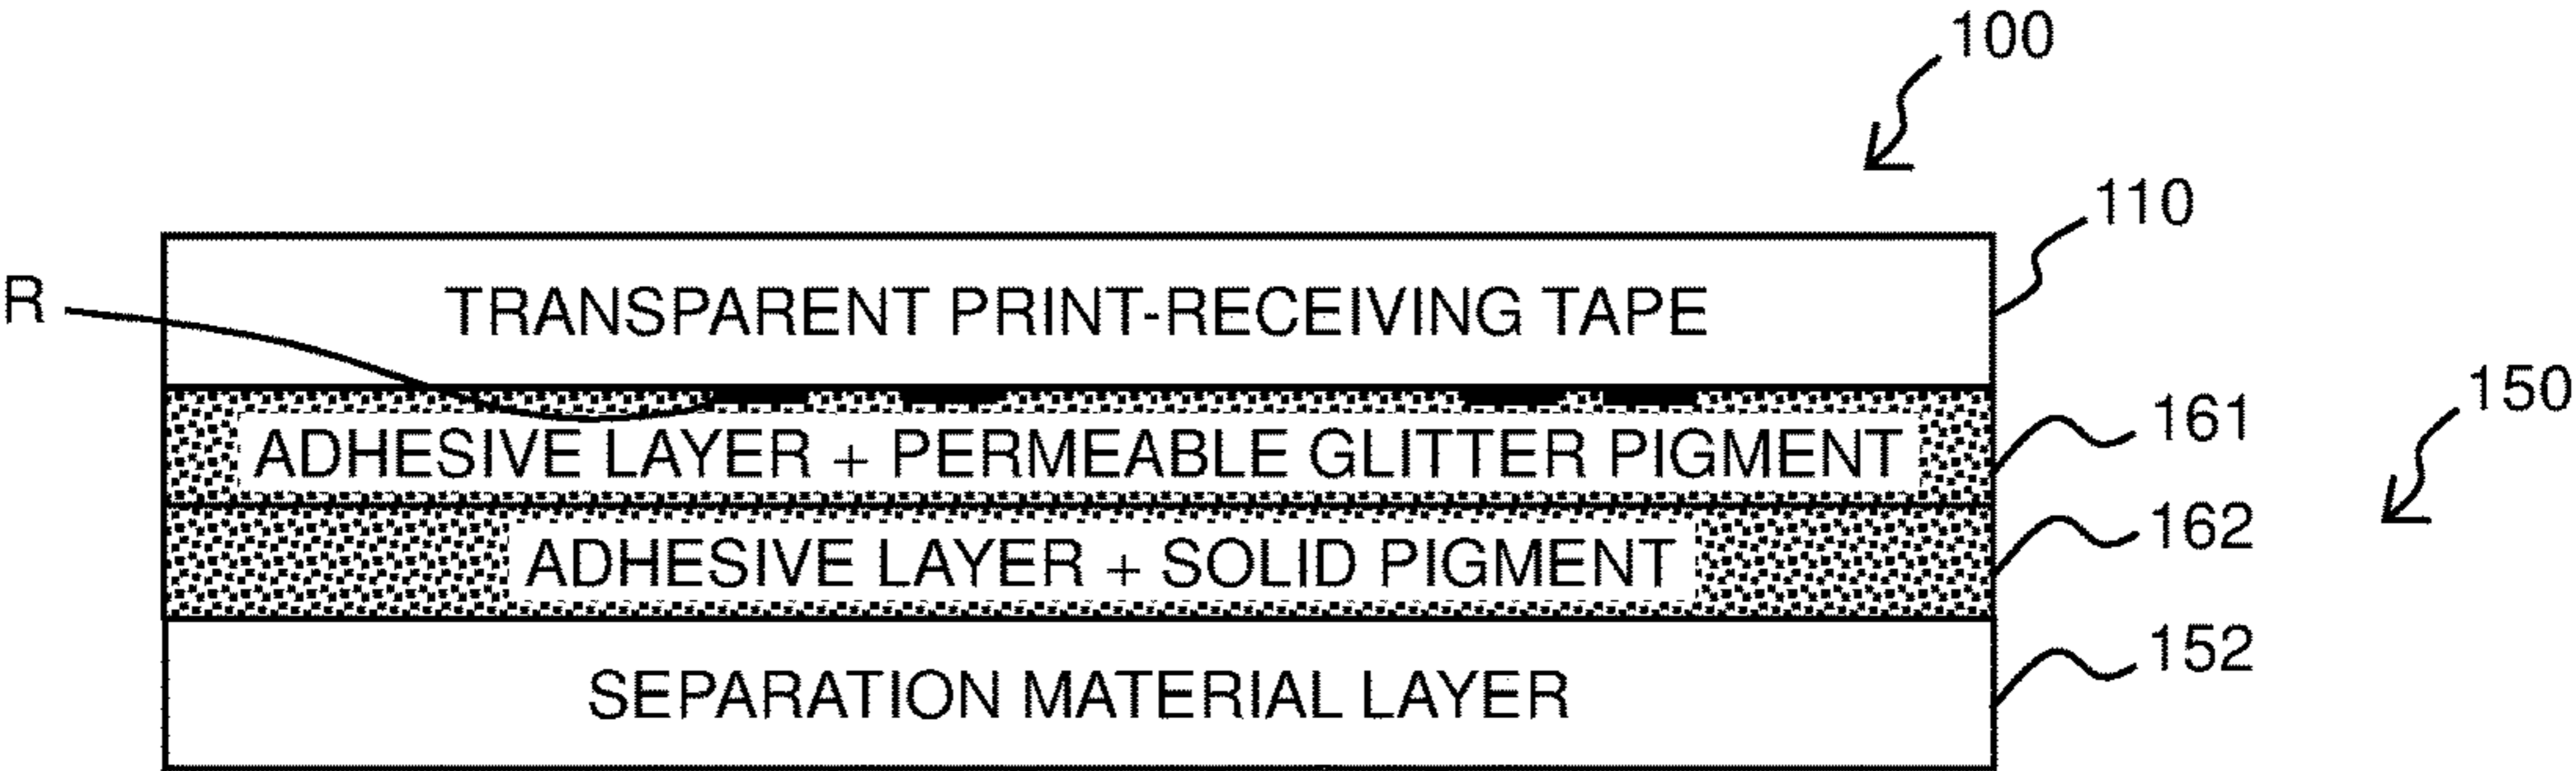 100
110
TRANSPARENT PRINT-RECEIVING TAPE
R
150
161
ADHESIVE LAYER + PERMEABLE GLITTER PIGMENT
162
ADHESIVE LAYER + SOLID PIGMENT
152
SEPARATION MATERIAL LAYER